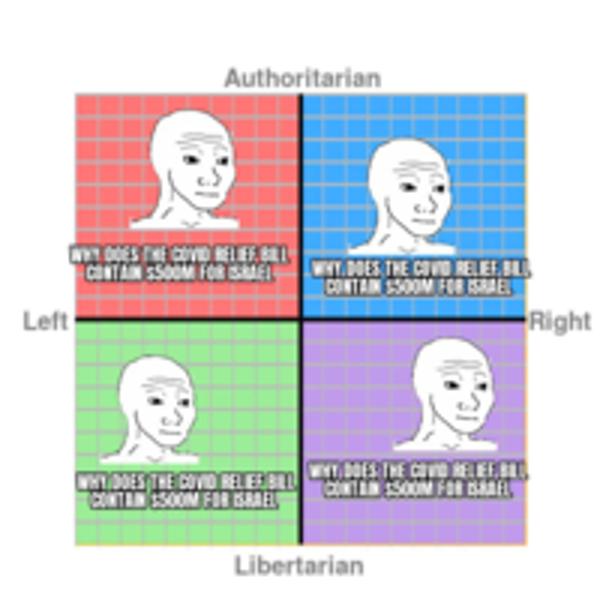 Authoritarian
WHY DOES THE COVID RELIEF BILL
CONTAIN $500M FOR ISRAEL
WHY DOES THE COVID RELIEF BILL
CONTAIN $500M FOR ISRAEL
Left
Right
WHY DOES THE COVID RELIEF BILL
CONTAIN $500M FOR ISRAEL
WHY DOES THE COVID RELIEF BILL
CONTAIN $500M FOR ISRAEL
Libertarian